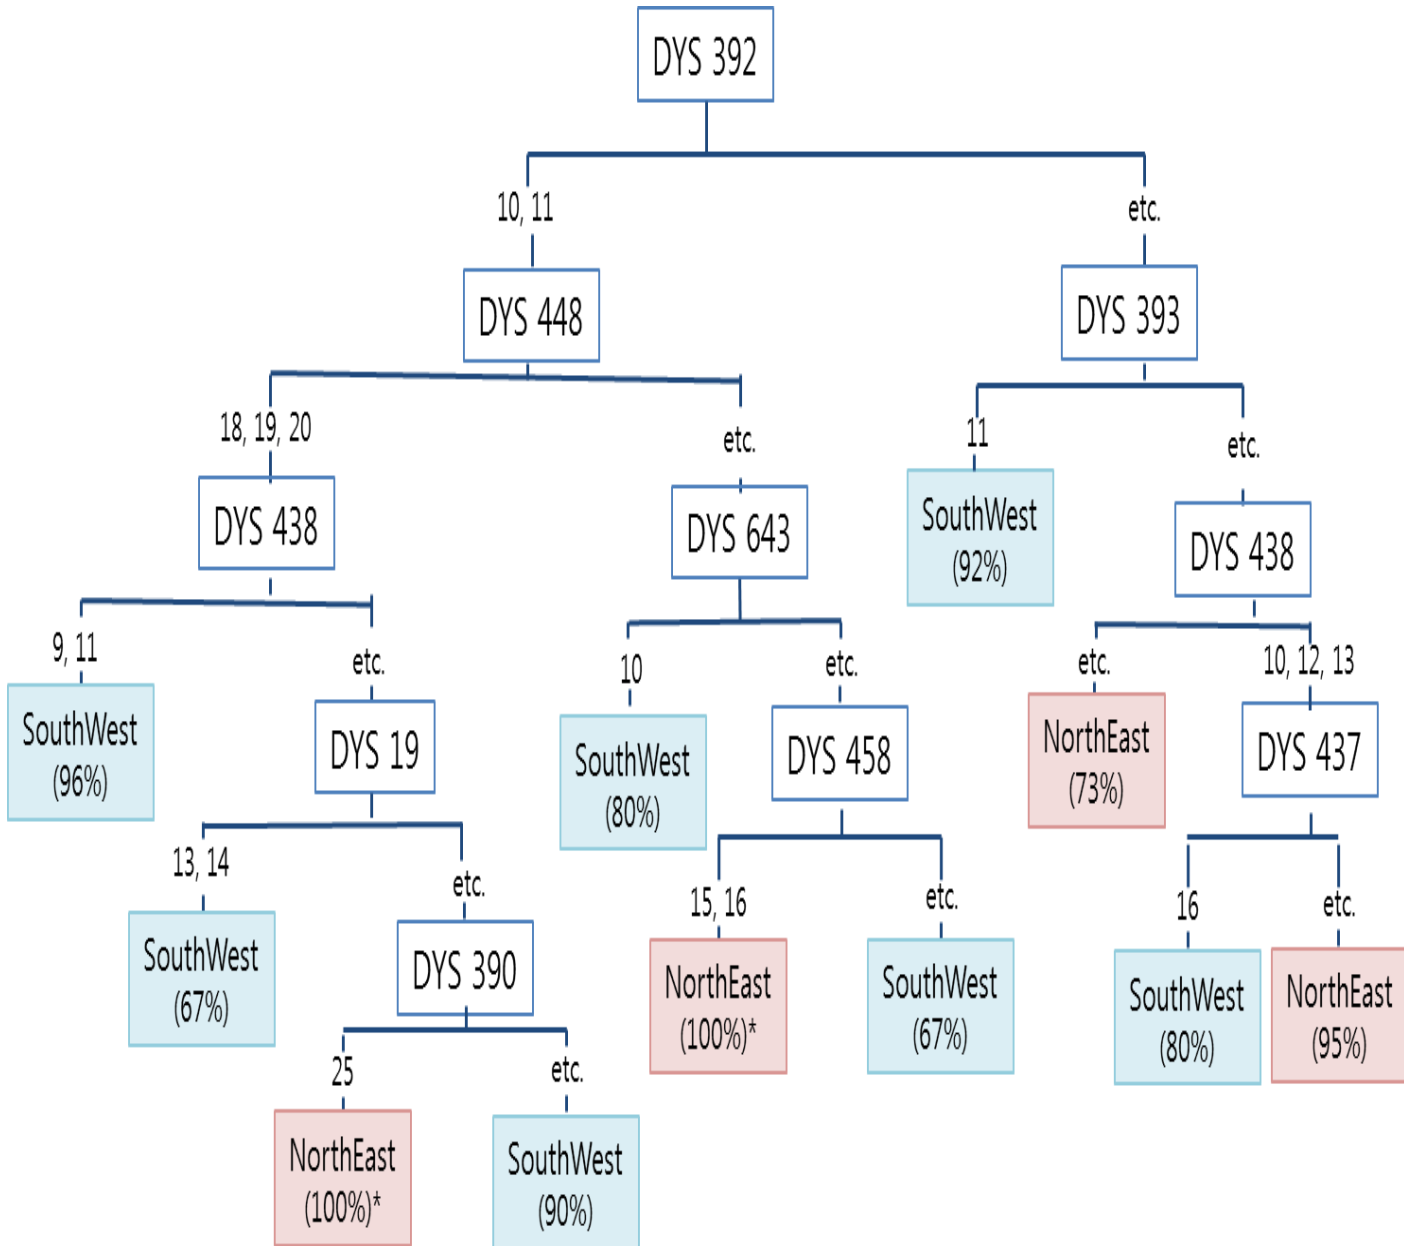 DYS 392
10, 11
etc.
DYS 448
DYS 393
18, 19, 20
etc.
11
etc.
DYS 438
DYS 643
SouthWest
(92%)
DYS 438
9, 11
etc.
10
etc.
etc.
10, 12, 13
SouthWest
(96%)
DYS 19
SouthWest
(80%)
DYS 458
NorthEast
(73%)
DYS 437
13, 14
etc.
15, 16
etc.
16
etc.
SouthWest
(67%)
DYS 390
NorthEast
(100%)*
SouthWest
(67%)
SouthWest
(80%)
NorthEast
(95%)
25
etc.
NorthEast
(100%)*
SouthWest
(90%)